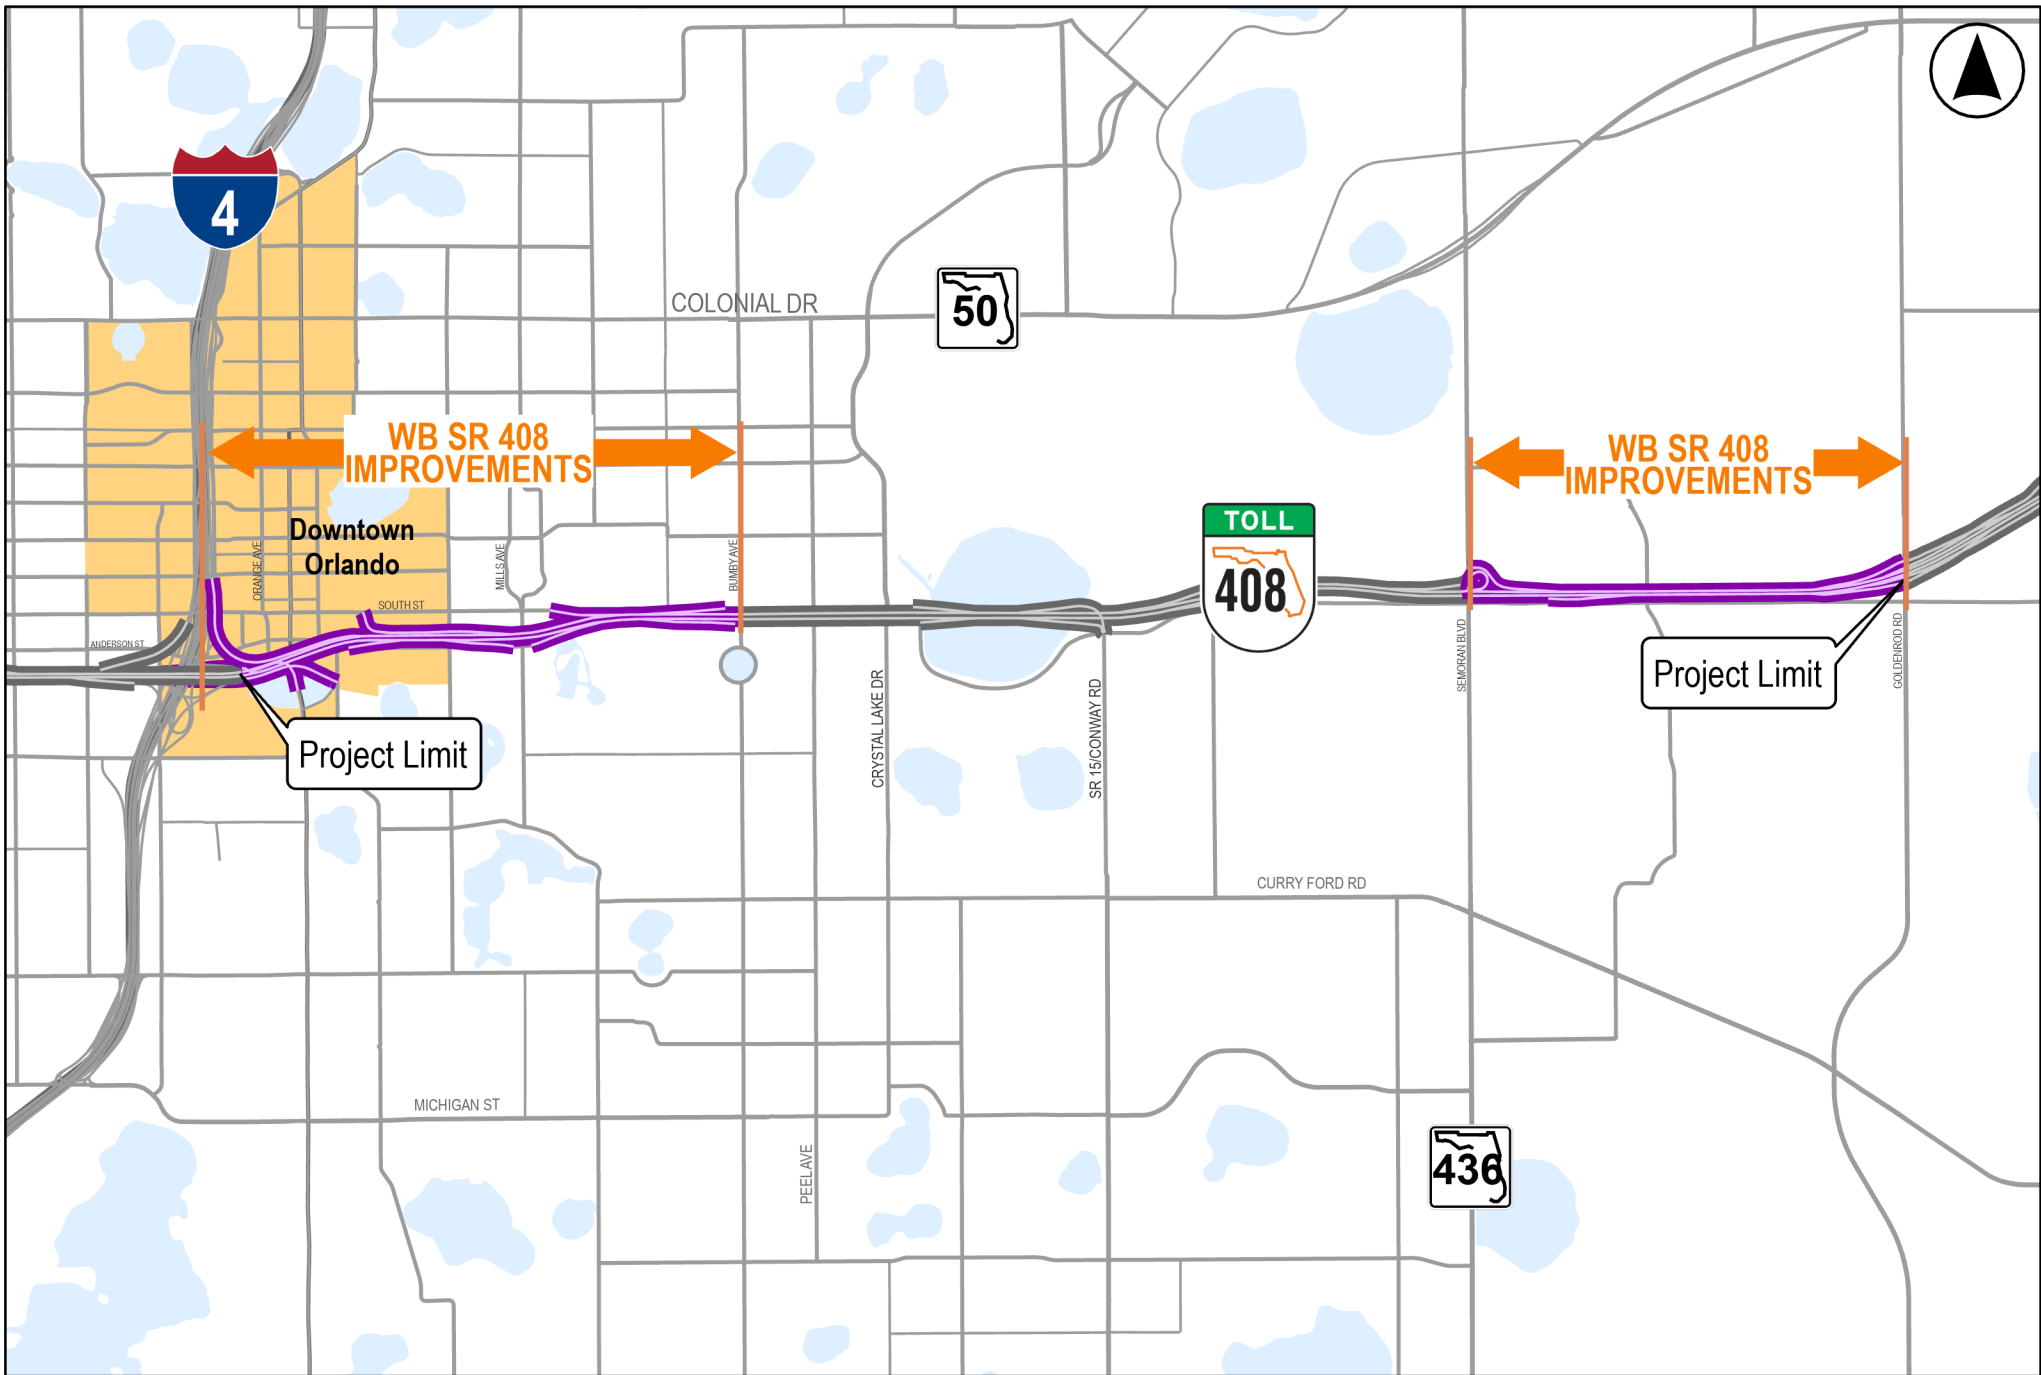 4
COLONIAL DR
50
WB SR 408
IMPROVEMENTS
WB SR 408
IMPROVEMENTS
TOLL
408
Downtown
Orlando
ORANGE AVE
MILLS AVE
BUMBY AVE
SOUTH ST
ANDERSON ST
SEMORAN BLVD
GOLDENROD RD
Project Limit
Project Limit
CRYSTAL LAKE DR
SR 15/CONWAY RD
CURRY FORD RD
MICHIGAN ST
PEEL AVE
436